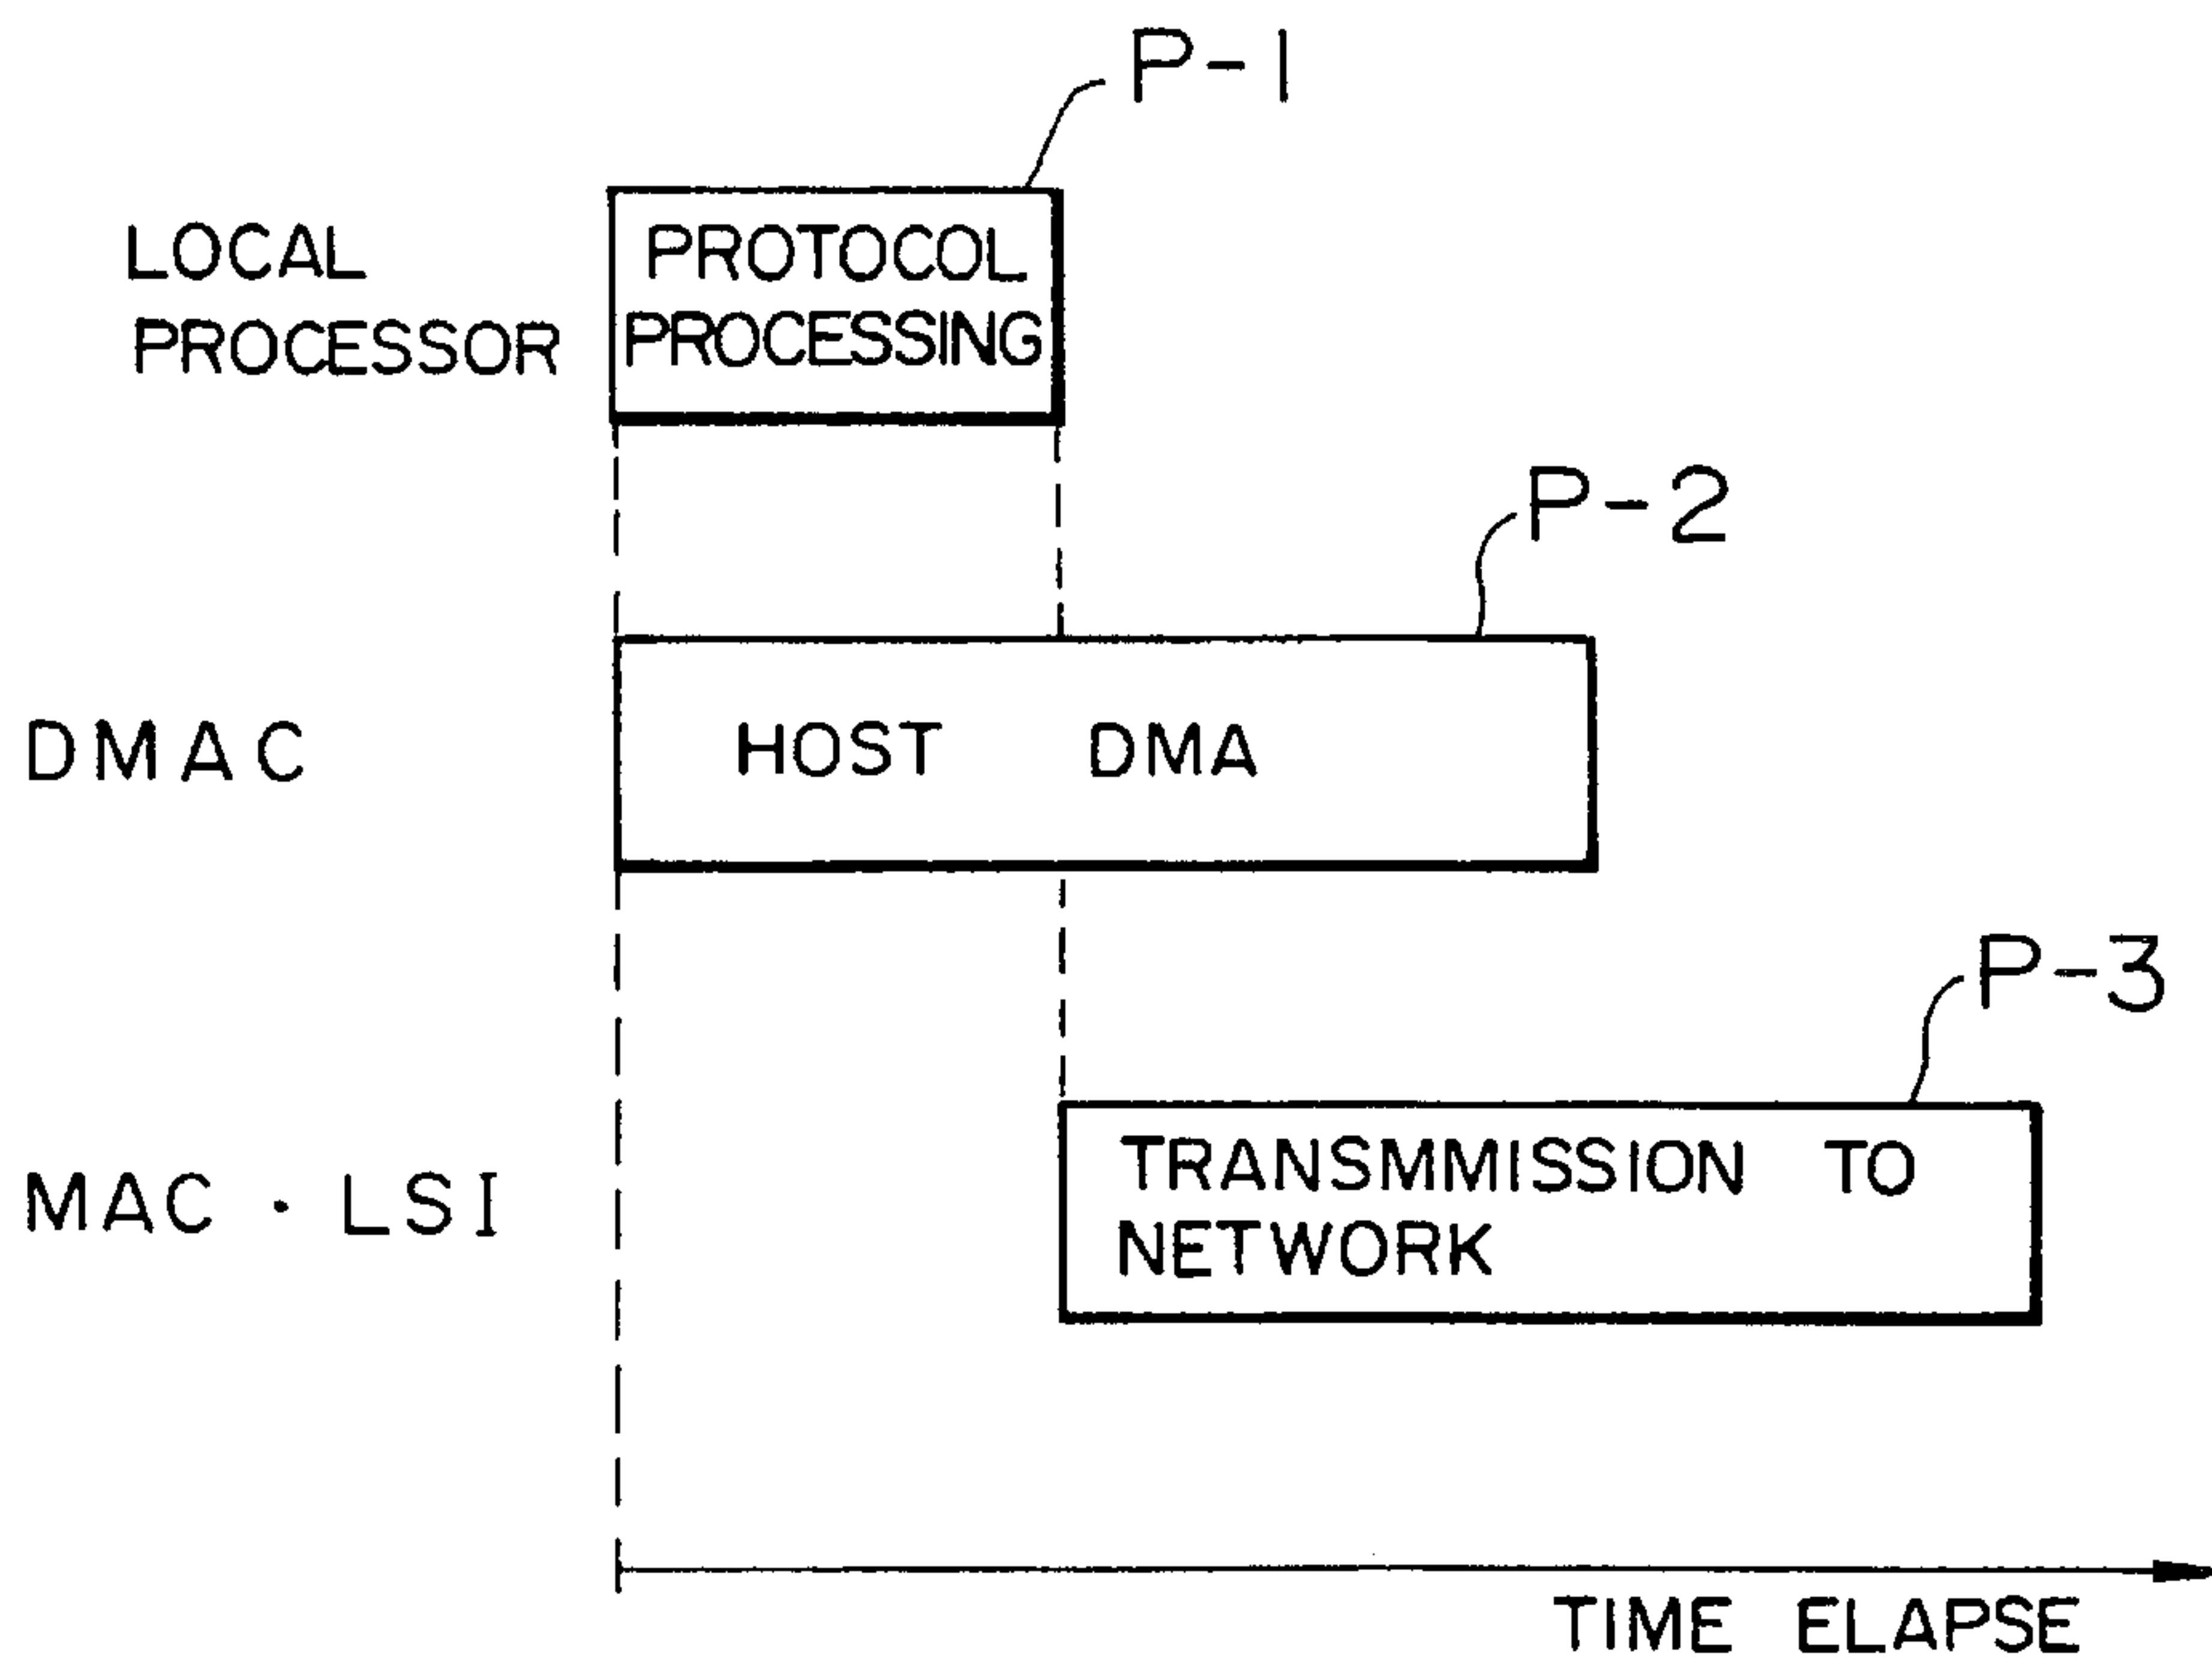 P-1
LOCAL
PROCESSOR
PROTOCOL
PROCESSING
P-2
DMAC
HOST DMA
P-3
MAC · LSI
TRANSMMISSION TO
NETWORK
TIME ELAPSE